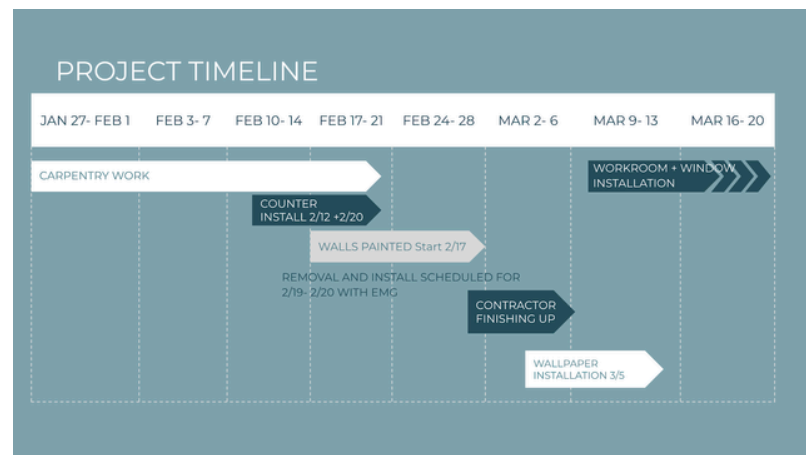 PROJECT TIMELINE
JAN 27- FEB 1 FEB 3- 7 FEB 10- 14 FEB 17- 21 FEB 24- 28 MAR 2- 6 MAR 9- 13 MAR 16- 20
CARPENTRY WORK
WORKROOM + WINDOW
INSTALLATION
COUNTER
INSTALL 2/12 +2/20
WALLS PAINTED Start 2/17
REMOVAL AND INSTALL SCHEDULED FOR
2/19- 2/20 WITH EMG
CONTRACTOR
FINISHING UP
WALLPAPER
INSTALLATION 3/5